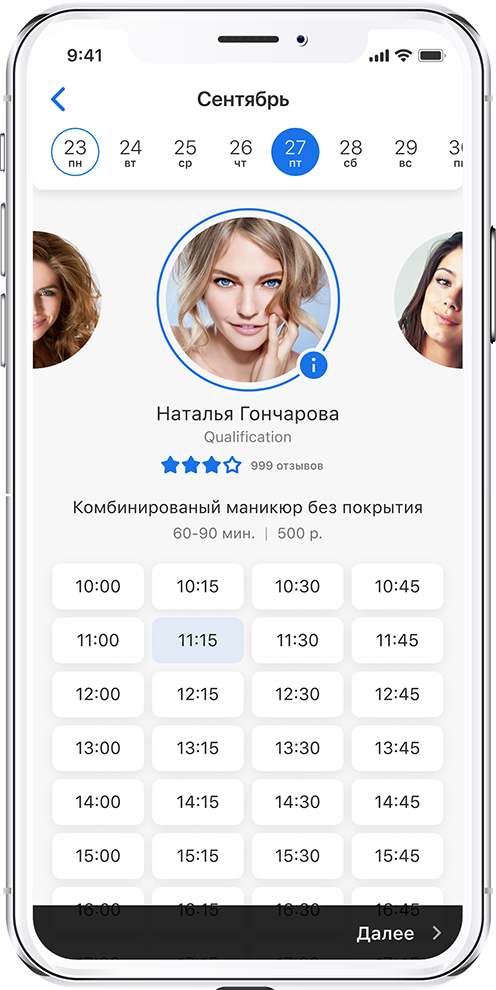 9:41
Сентябрь
23 24 25 26 27 28 29
пн вт ср чт пт сб вс
i
Наталья Гончарова
Qualification
999 отзывов
Комбинированый маникюр без покрытия
60-90 мин. | 500 р.
10:00 10:15 10:30 10:45
11:00 11:15 11:30 11:45
12:00 12:15 12:30 12:45
13:00 13:15 13:30 13:45
14:00 14:15 14:30 14:45
15:00 15:15 15:30 15:45
16:00 16:15 16:30 16:45
Далее